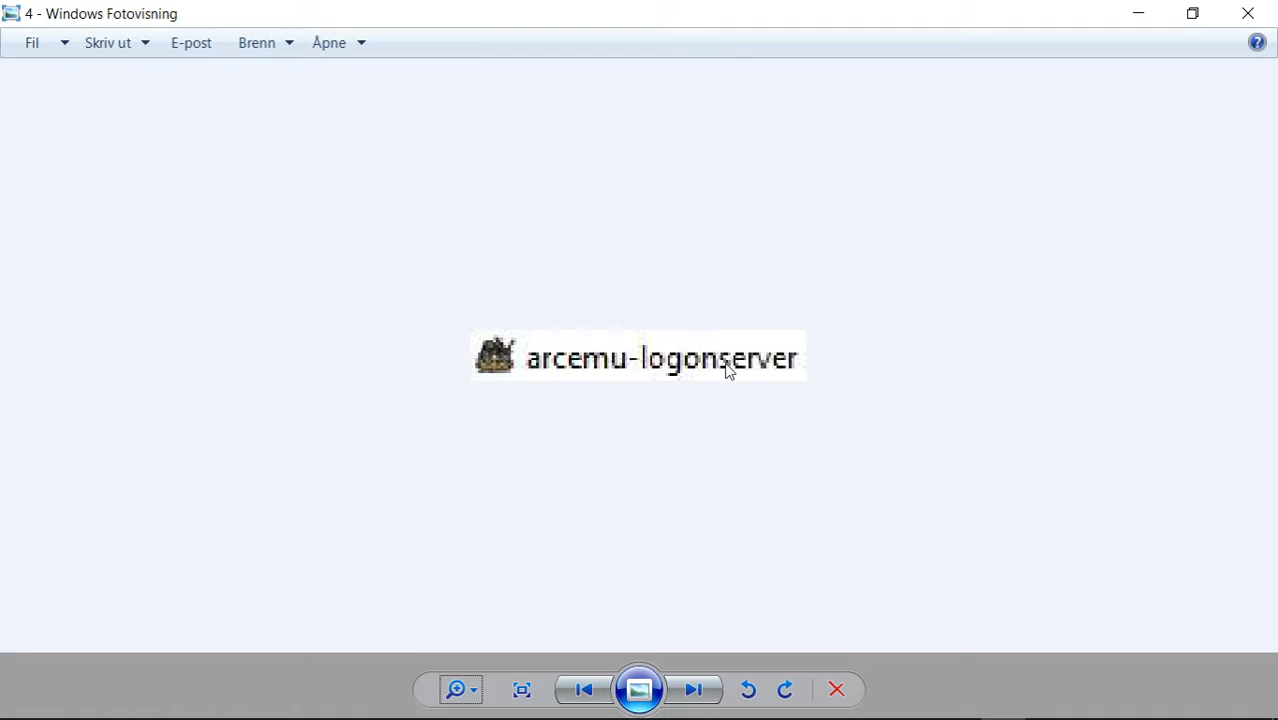 4 - Windows Fotovisning
Fil Skriv ut E-post Brenn Åpne
arcemu-logonserver